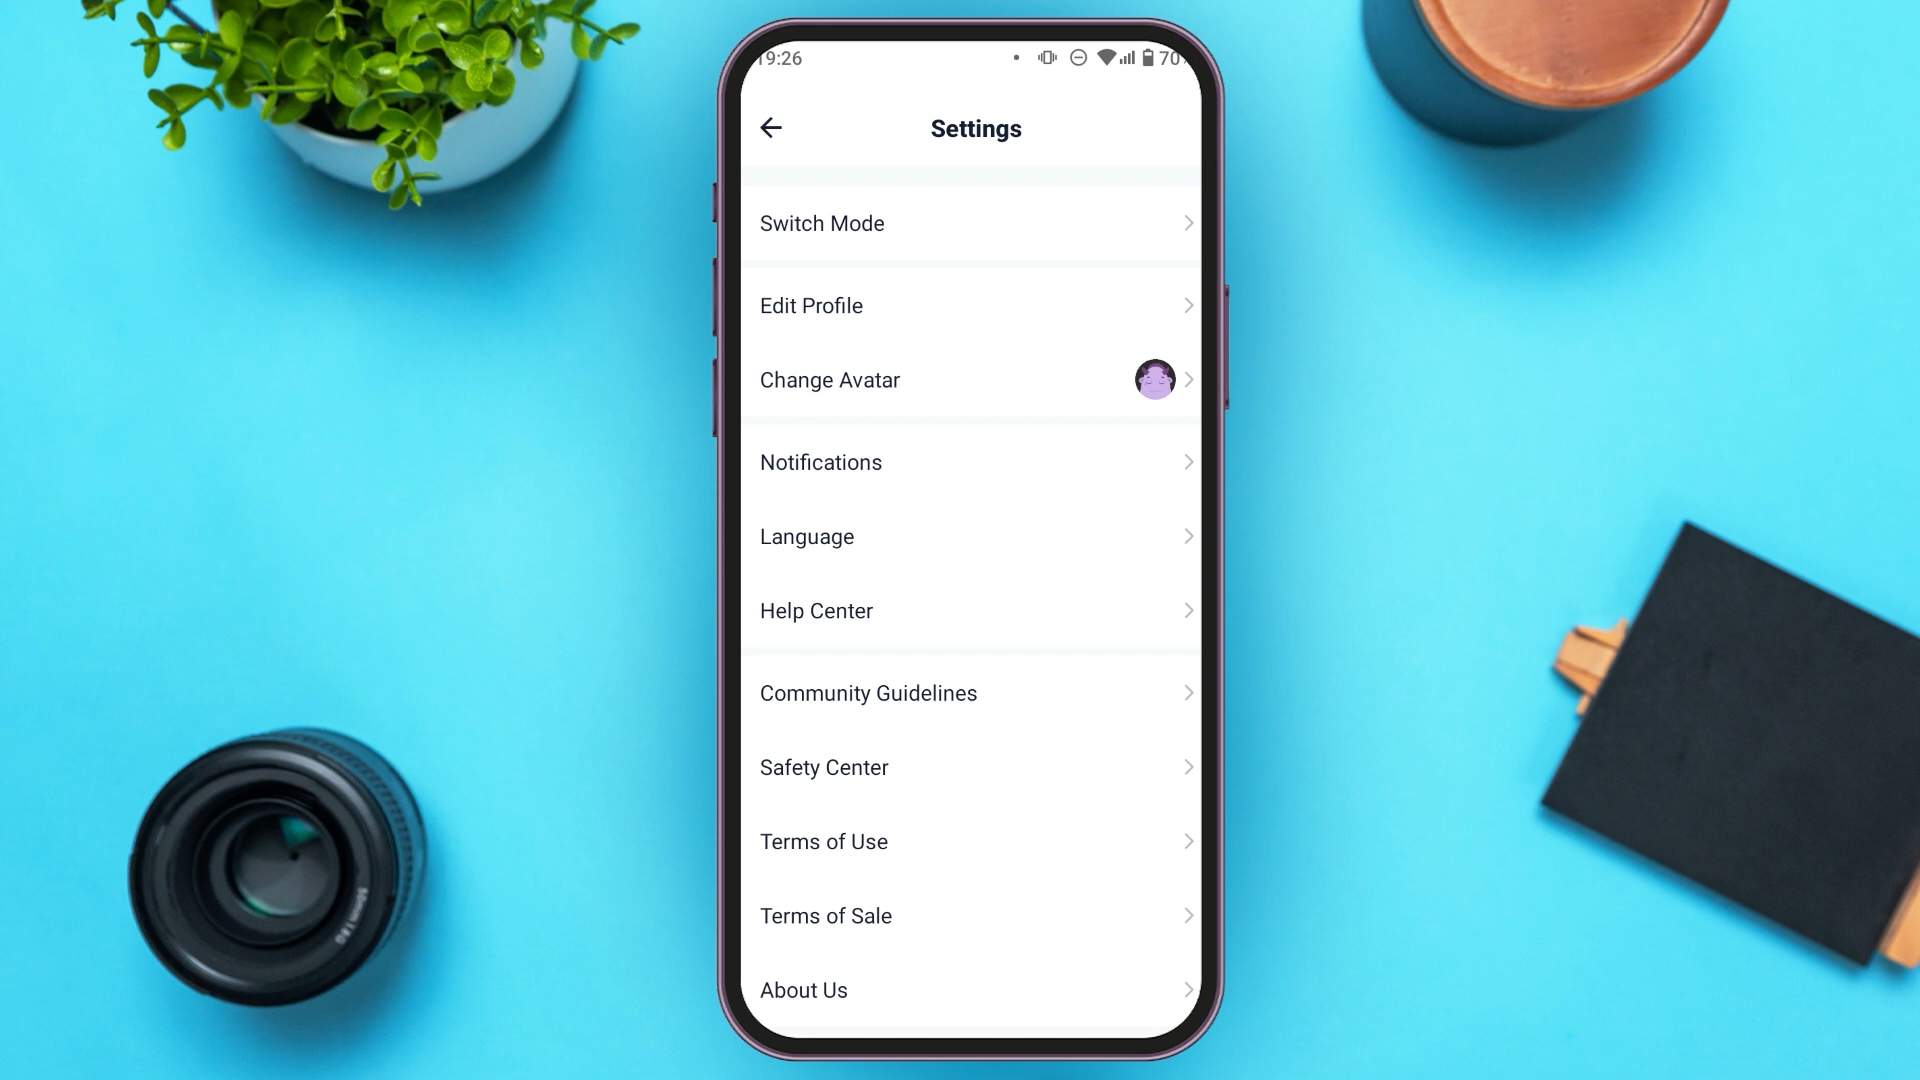 19:26
70
Settings
Switch Mode
Edit Profile
Change Avatar
Notifications
Language
Help Center
Community Guidelines
Safety Center
Terms of Use
Terms of Sale
About Us